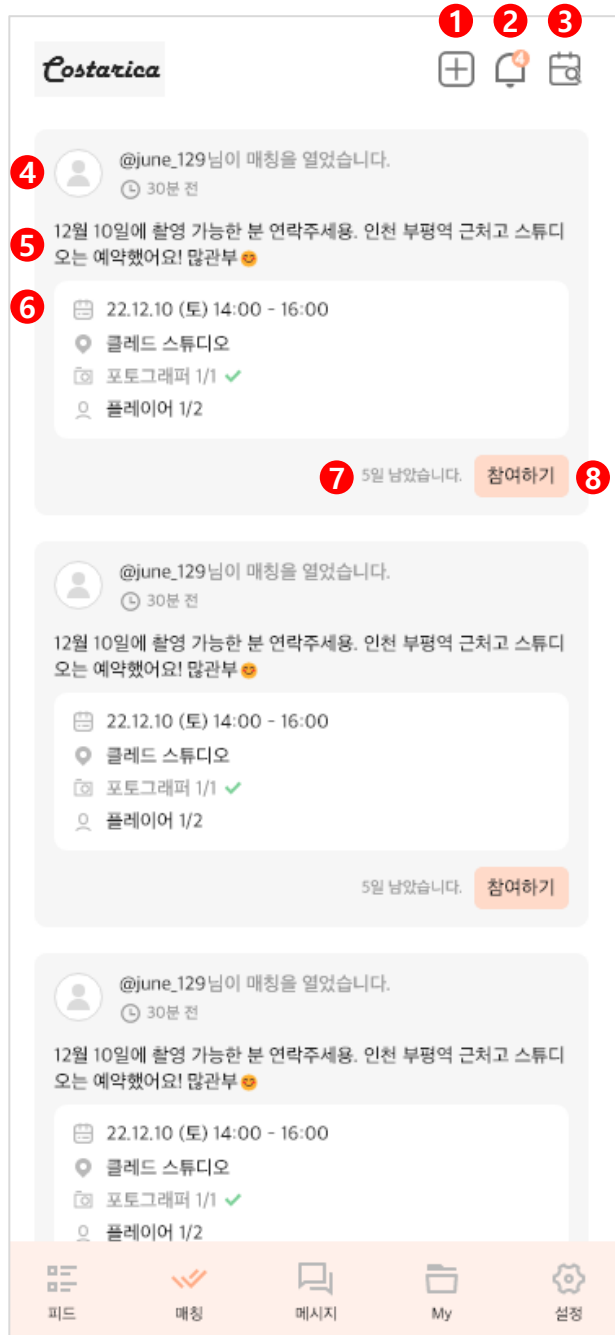 1 2 3
Costarica
4
4 @june_129님이 매칭을 열었습니다.
30분 전
5 12월 10일에 촬영 가능한 분 연락주세용. 인천 부평역 근처고 스튜디
오는 예약했어요! 많관부😊
6 22.12.10 (토) 14:00 - 16:00
클레드 스튜디오
포토그래퍼 1/1
플레이어 1/2
7 5일 남았습니다. 참여하기 8
@june_129님이 매칭을 열었습니다.
30분 전
12월 10일에 촬영 가능한 분 연락주세용. 인천 부평역 근처고 스튜디
오는 예약했어요! 많관부😊
22.12.10 (토) 14:00 - 16:00
클레드 스튜디오
포토그래퍼 1/1
플레이어 1/2
5일 남았습니다. 참여하기
@june_129님이 매칭을 열었습니다.
30분 전
12월 10일에 촬영 가능한 분 연락주세용. 인천 부평역 근처고 스튜디
오는 예약했어요! 많관부😊
22.12.10 (토) 14:00 - 16:00
클레드 스튜디오
포토그래퍼 1/1
플레이어 1/2
피드 매칭 메시지 My 설정